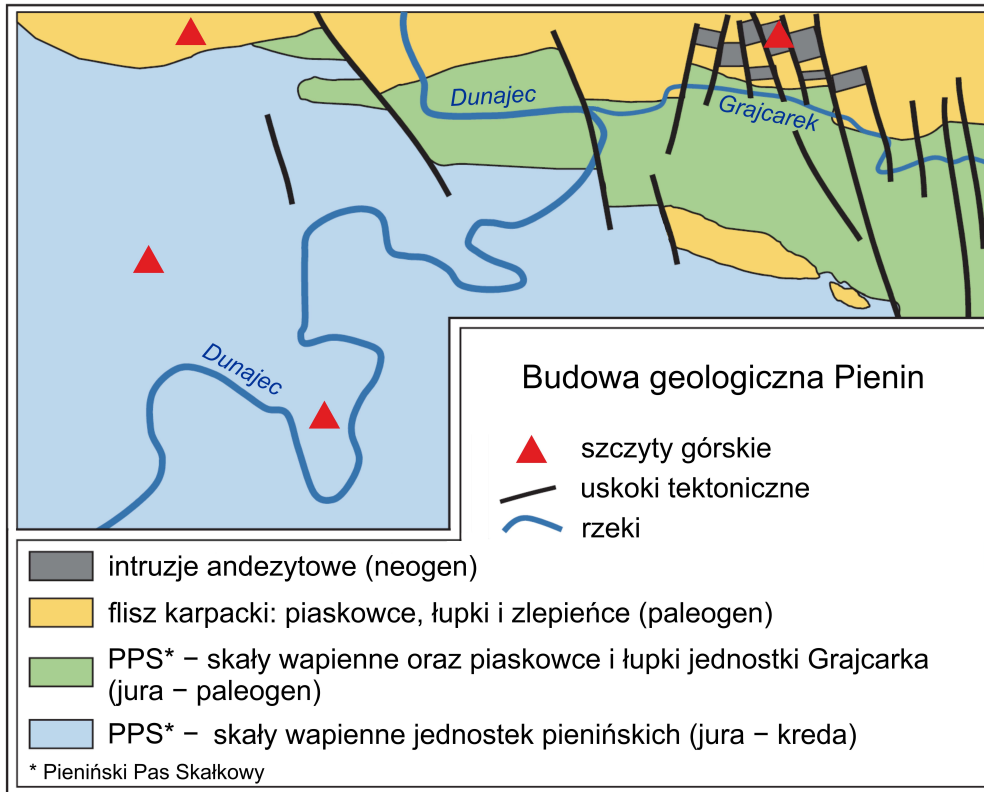 Dunajec
Grajcarek
Dunajec
Budowa geologiczna Pienin
szczyty górskie
uskoki tektoniczne
rzeki
intruzje andezytowe (neogen)
flisz karpacki: piaskowce, łupki i zlepieńce (paleogen)
PPS* − skały wapienne oraz piaskowce i łupki jednostki Grajcarka
(jura − paleogen)
PPS* − skały wapienne jednostek pienińskich (jura − kreda)
* Pieniński Pas Skałkowy